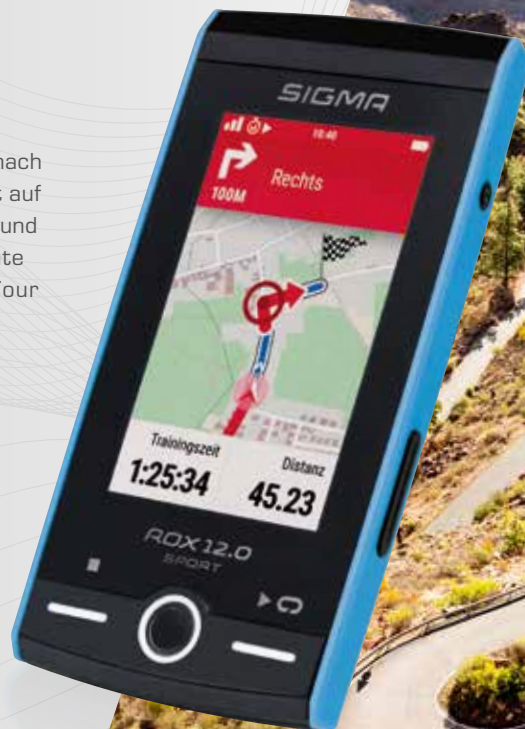 nach
auf
und
Tour
SIGMA
10:40
100M
Rechts
Trainingszeit
Distanz
1:25:34
45.23
ROX 12.0
SPORT